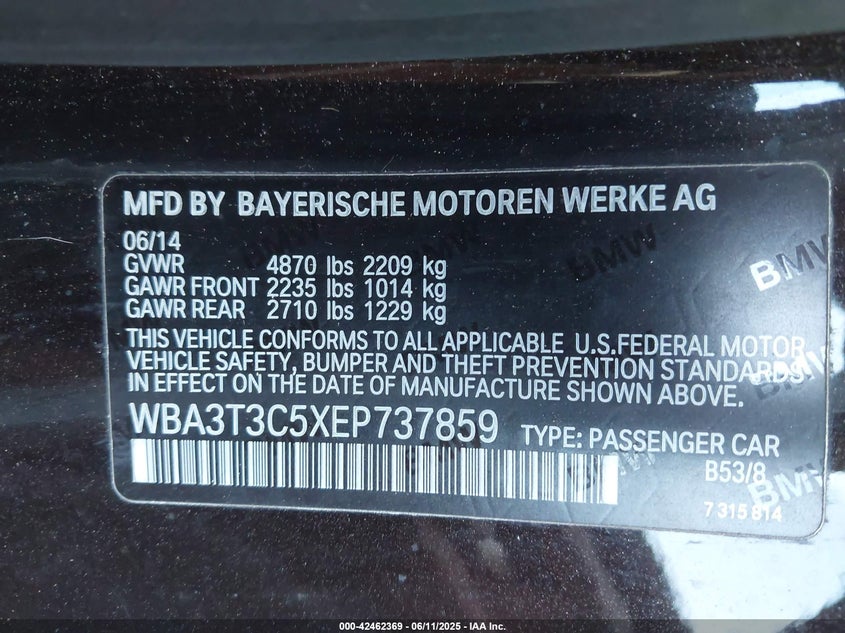 MFD BY BAYERISCHE MOTOREN WERKE AG
06/14
GVWR 4870 lbs 2209 kg
GAWR FRONT 2235 lbs 1014 kg
GAWR REAR 2710 lbs 1229 kg
THIS VEHICLE CONFORMS TO ALL APPLICABLE U.S.FEDERAL MOTOR
VEHICLE SAFETY, BUMPER AND THEFT PREVENTION STANDARDS
IN EFFECT ON THE DATE OF MANUFACTURE SHOWN ABOVE.
WBA3T3C5XEP737859 TYPE: PASSENGER CAR
B53/8
7 315 814
BMW
BMW
BMW
000-42462369 - 06/11/2025 - IAA Inc.